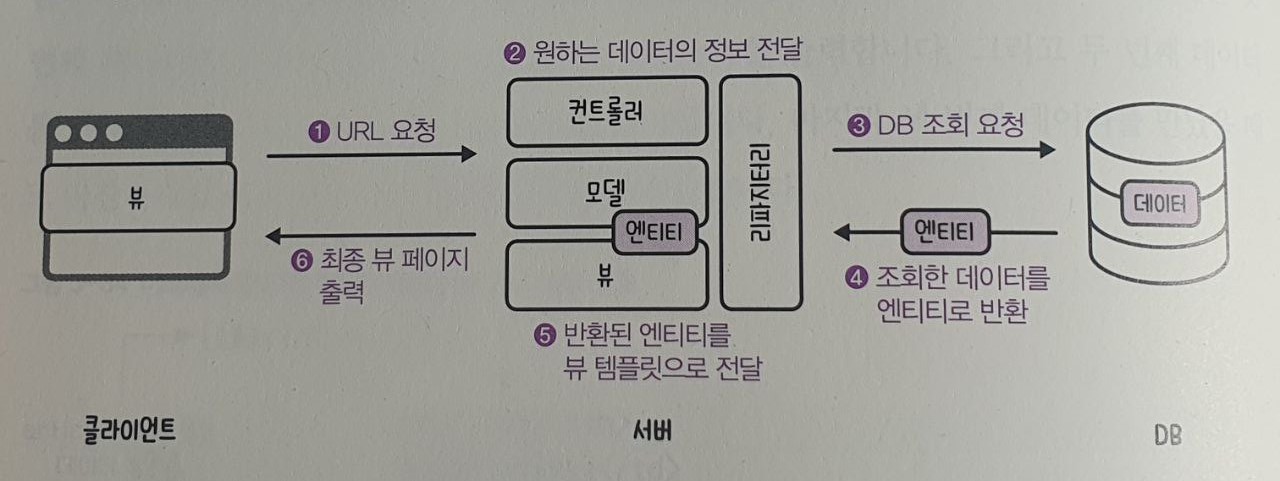 ❷ 원하는 데이터의 정보 전달
컨트롤러
❶ URL 요청
❸ DB 조회 요청
뷰
모델
리파지터리
데이터
엔티티
엔티티
❻ 최종 뷰 페이지
출력
뷰
❹ 조회한 데이터를
엔티티로 반환
❺ 반환된 엔티티를
뷰 템플릿으로 전달
클라이언트
서버
DB